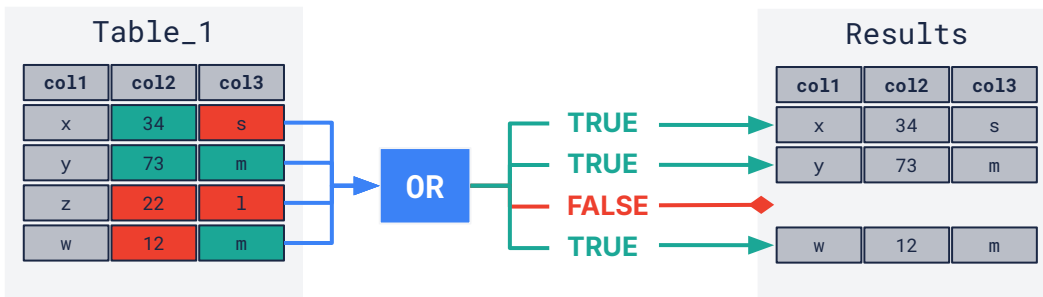 Table_1
col1 col2 col3
x 34 s
y 73 m
z 22 l
w 12 m
OR
TRUE
TRUE
FALSE
TRUE
Results
col1 col2 col3
x 34 s
y 73 m
w 12 m